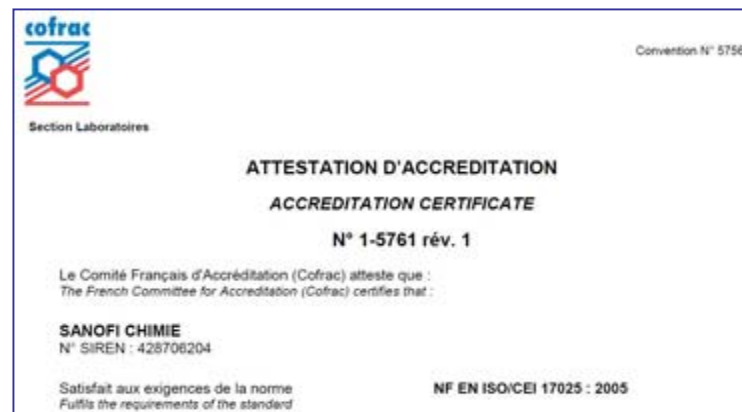 cofrac
Convention N° 5756
Section Laboratoires
ATTESTATION D'ACCREDITATION
ACCREDITATION CERTIFICATE
N° 1-5761 rév. 1
Le Comité Français d'Accréditation (Cofrac) atteste que :
The French Committee for Accreditation (Cofrac) certifies that :
SANOFI CHIMIE
N° SIREN : 428706204
Satisfait aux exigences de la norme NF EN ISO/CEI 17025 : 2005
Fulfils the requirements of the standard